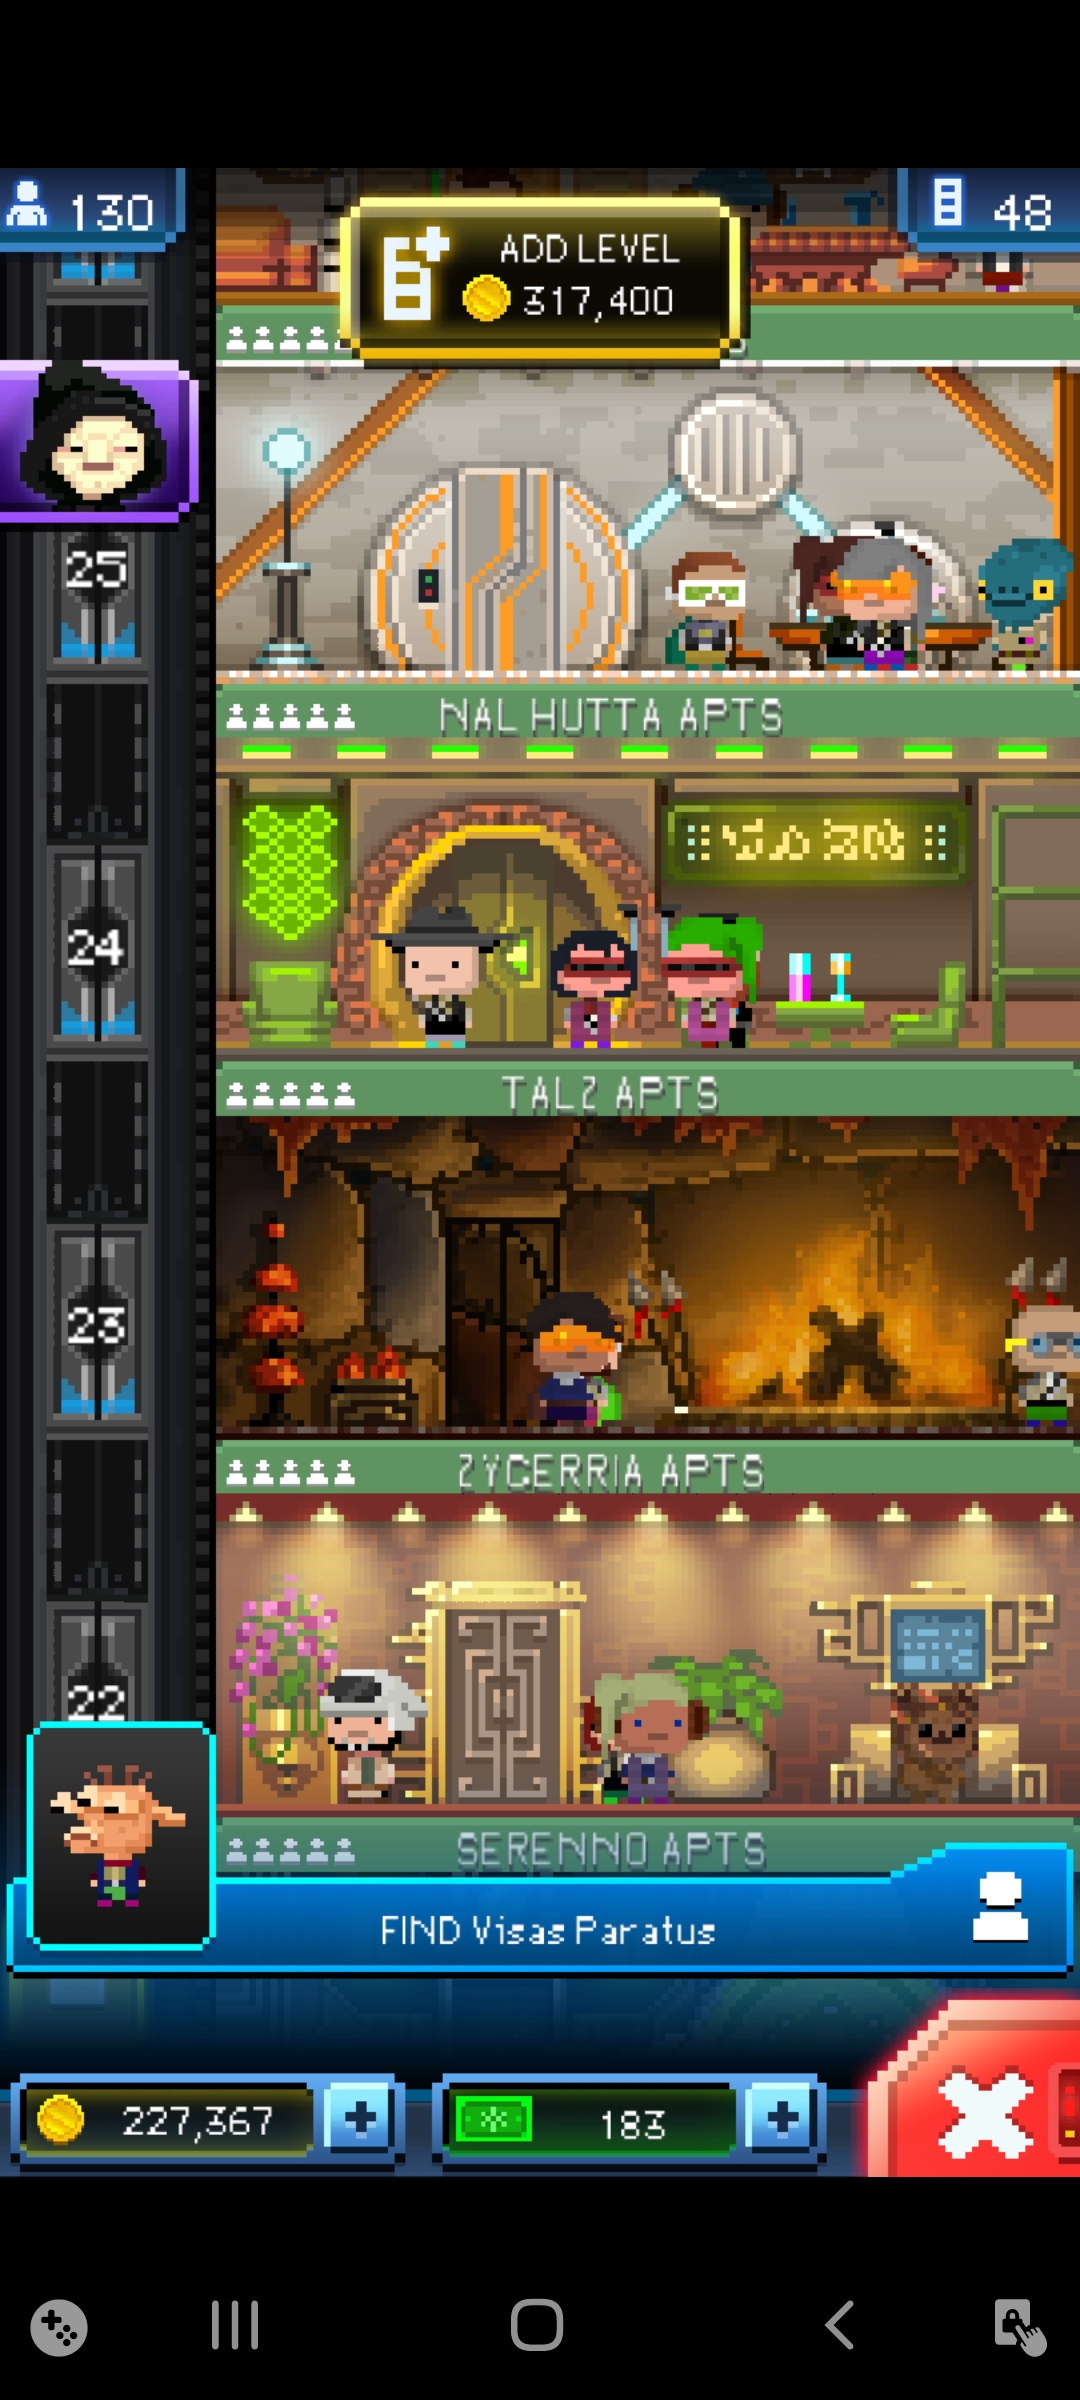 130
48
ADD LEVEL
317,400
25
NAL HUTTA APTS
24
TALZ APTS
23
ZYGERRIA APTS
22
SERENNO APTS
FIND Visas Paratus
227,367
183